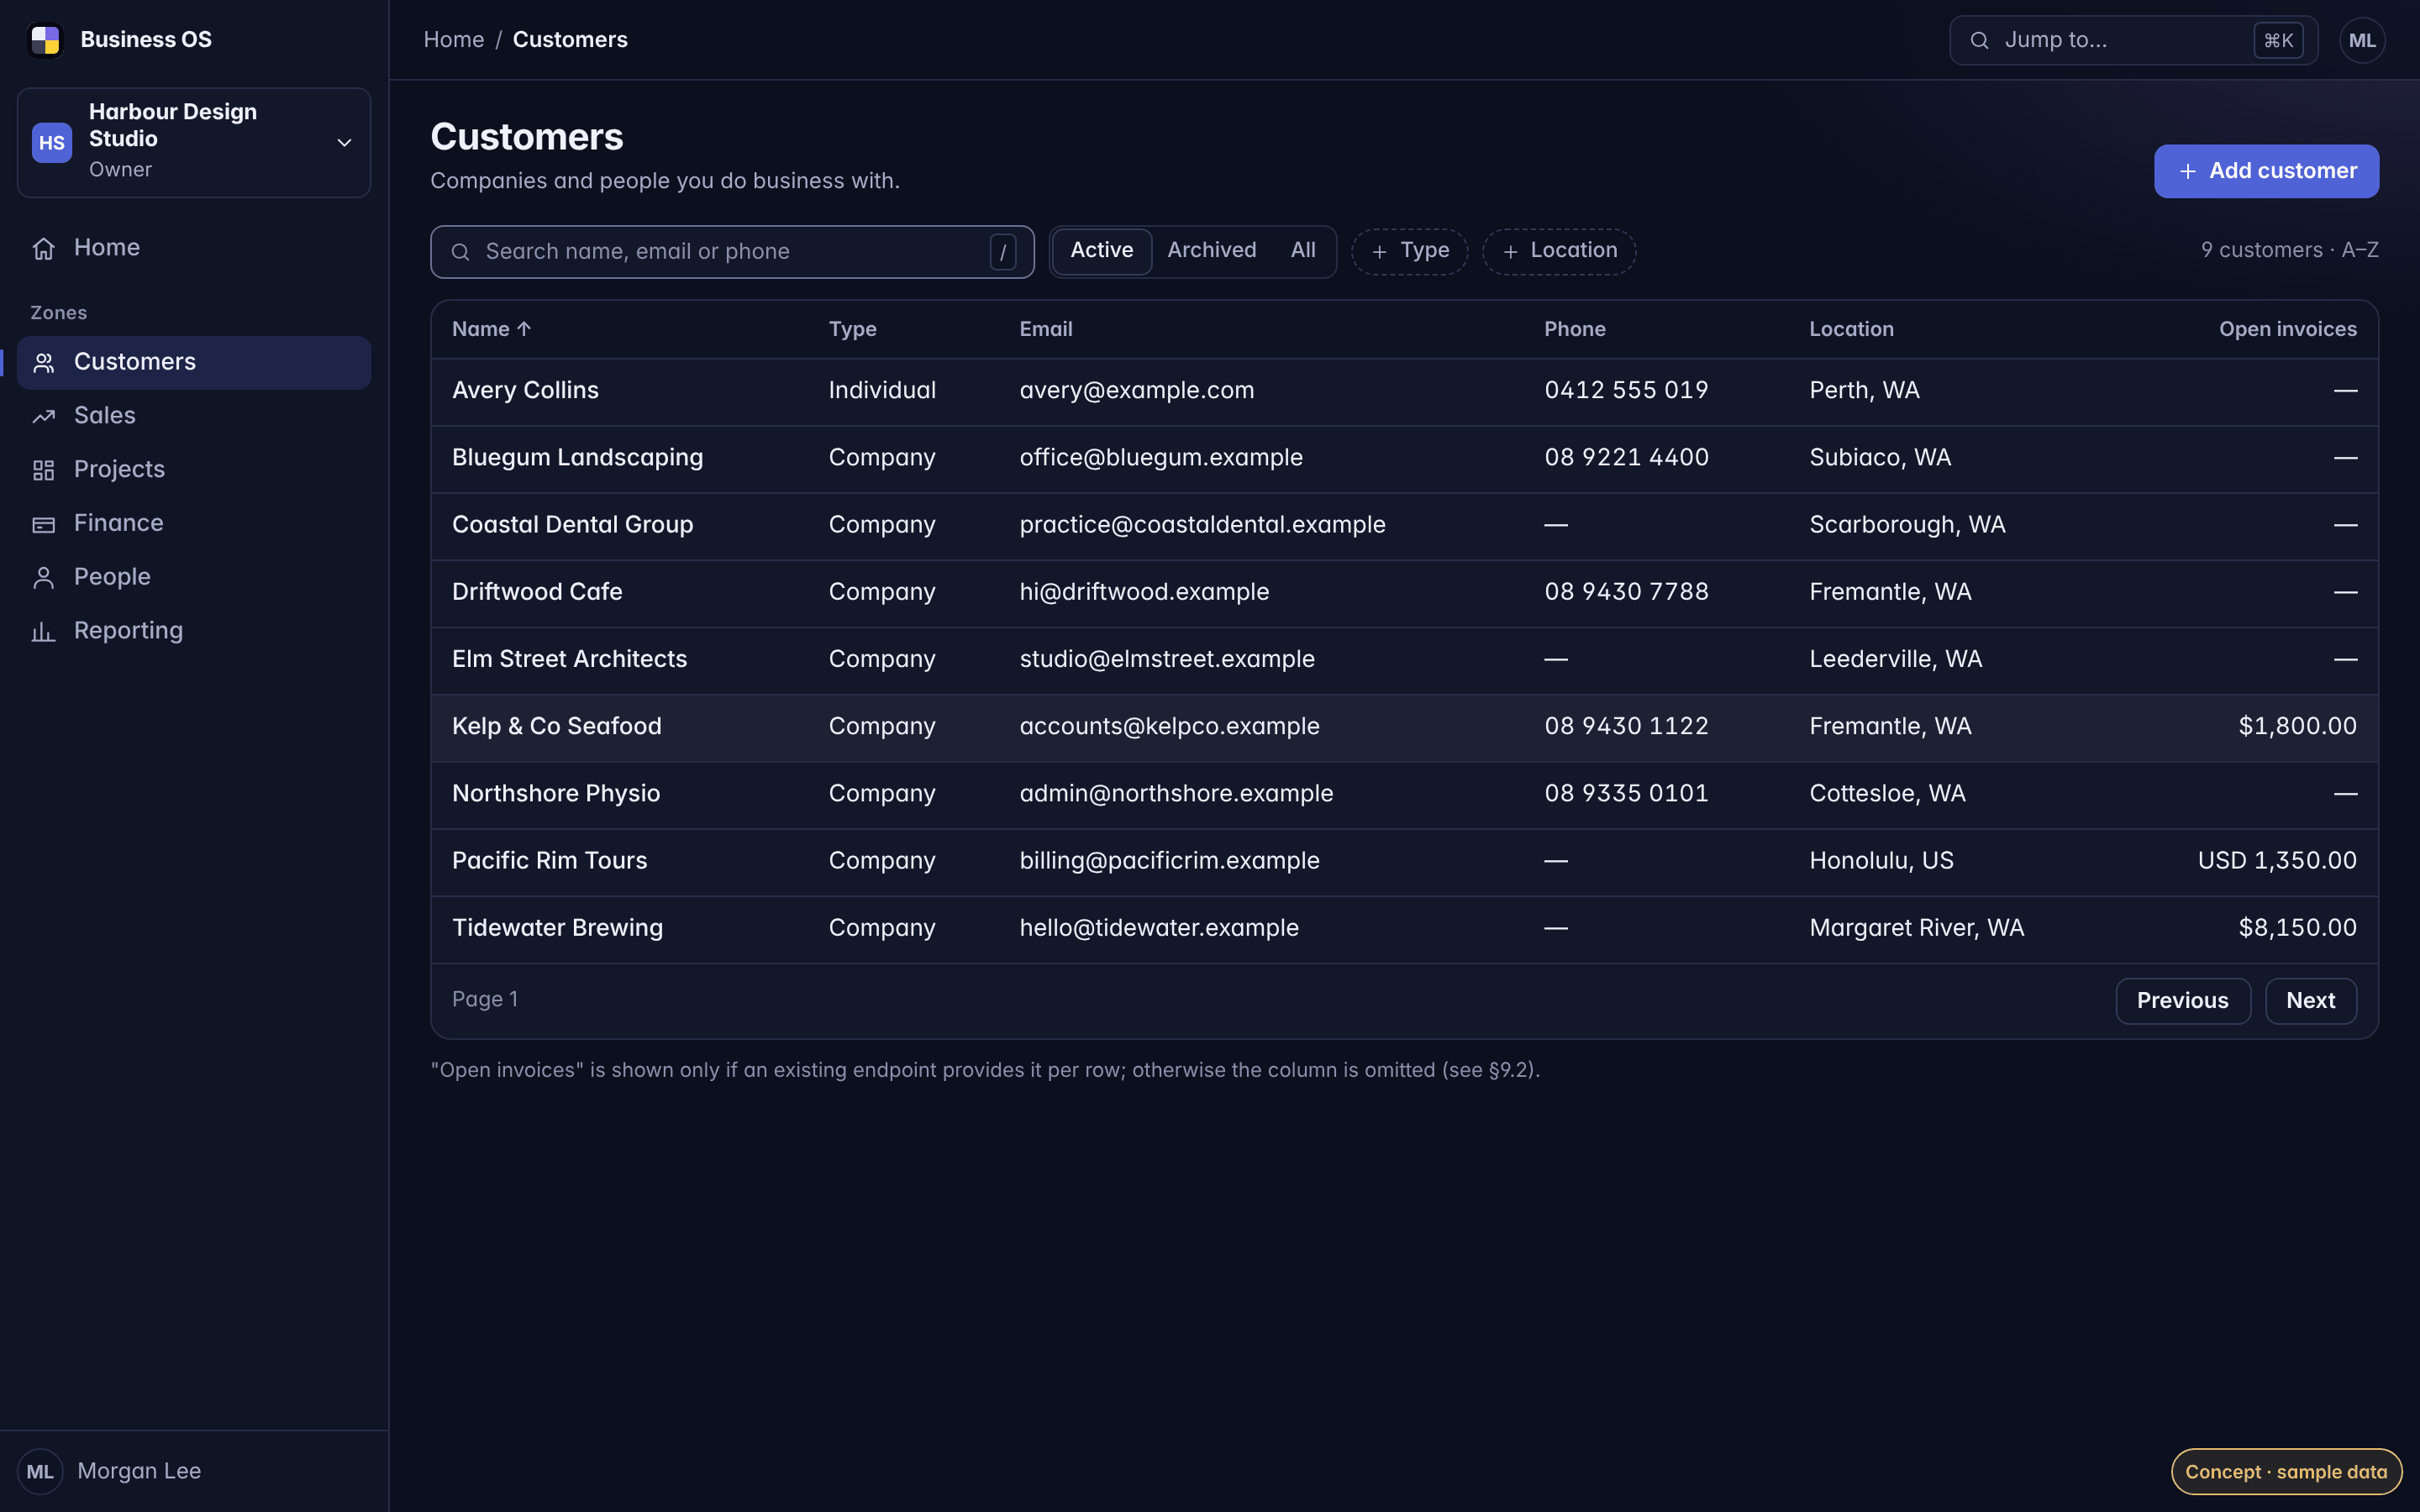 Business OS
Home / Customers
Jump to...
⌘K
ML
HS
Harbour Design
Studio
Owner
Home
Zones
Customers
Sales
Projects
Finance
People
Reporting
ML
Morgan Lee
Customers
Companies and people you do business with.
+ Add customer
Search name, email or phone
/
Active Archived All
+ Type
+ Location
9 customers · A–Z
Name ↑ Type Email Phone Location Open invoices
Avery Collins Individual avery@example.com 0412 555 019 Perth, WA —
Bluegum Landscaping Company office@bluegum.example 08 9221 4400 Subiaco, WA —
Coastal Dental Group Company practice@coastaldental.example — Scarborough, WA —
Driftwood Cafe Company hi@driftwood.example 08 9430 7788 Fremantle, WA —
Elm Street Architects Company studio@elmstreet.example — Leederville, WA —
Kelp & Co Seafood Company accounts@kelpco.example 08 9430 1122 Fremantle, WA $1,800.00
Northshore Physio Company admin@northshore.example 08 9335 0101 Cottesloe, WA —
Pacific Rim Tours Company billing@pacificrim.example — Honolulu, US USD 1,350.00
Tidewater Brewing Company hello@tidewater.example — Margaret River, WA $8,150.00
Page 1
Previous
Next
"Open invoices" is shown only if an existing endpoint provides it per row; otherwise the column is omitted (see §9.2).
Concept · sample data